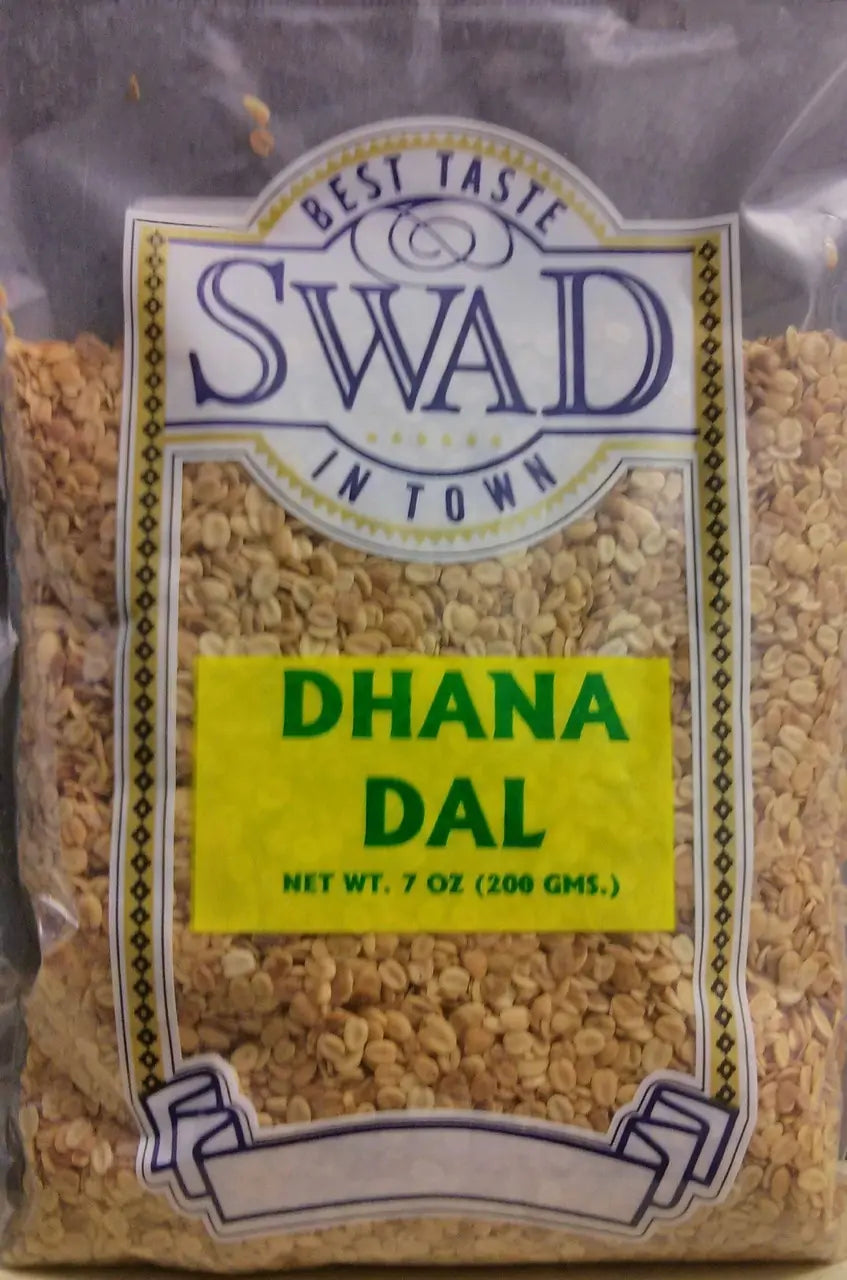 BEST TASTE
SWAD
IN TOWN
DHANA
DAL
NET WT. 7 OZ (200 GMS.)